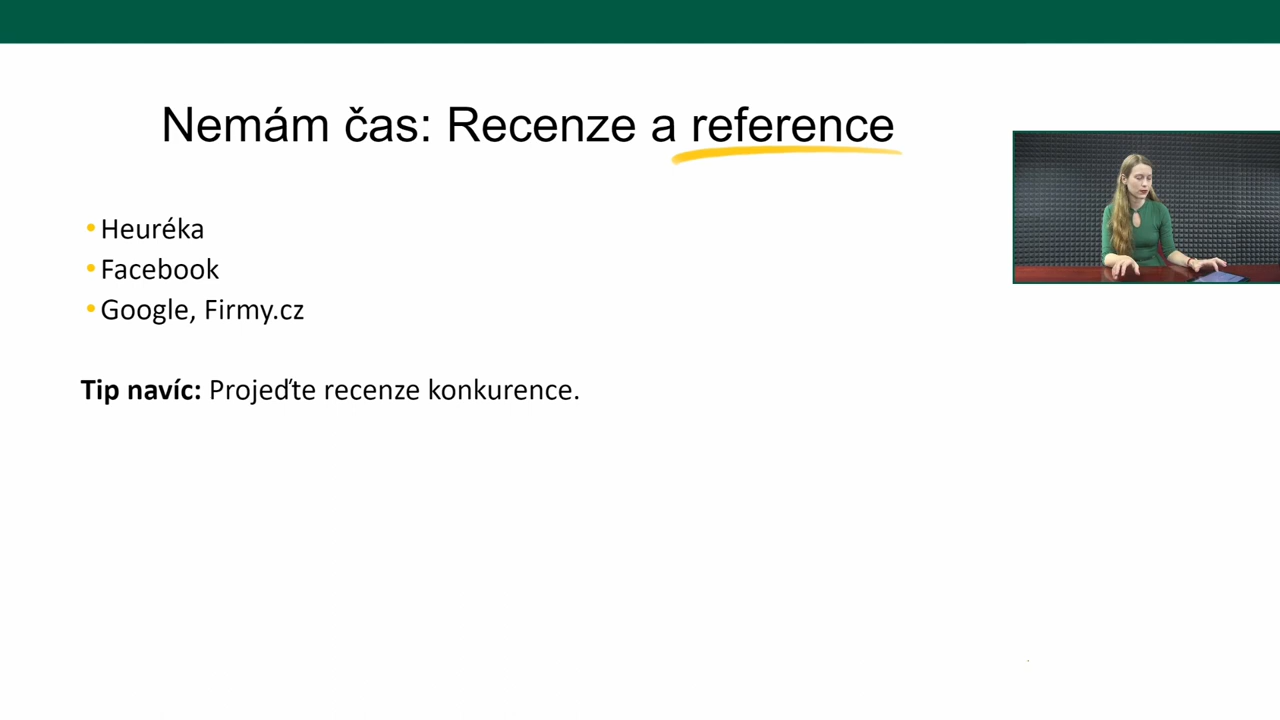 Nemám čas: Recenze a reference
•Heuréka
•Facebook
•Google, Firmy.cz
Tip navíc: Projeďte recenze konkurence.